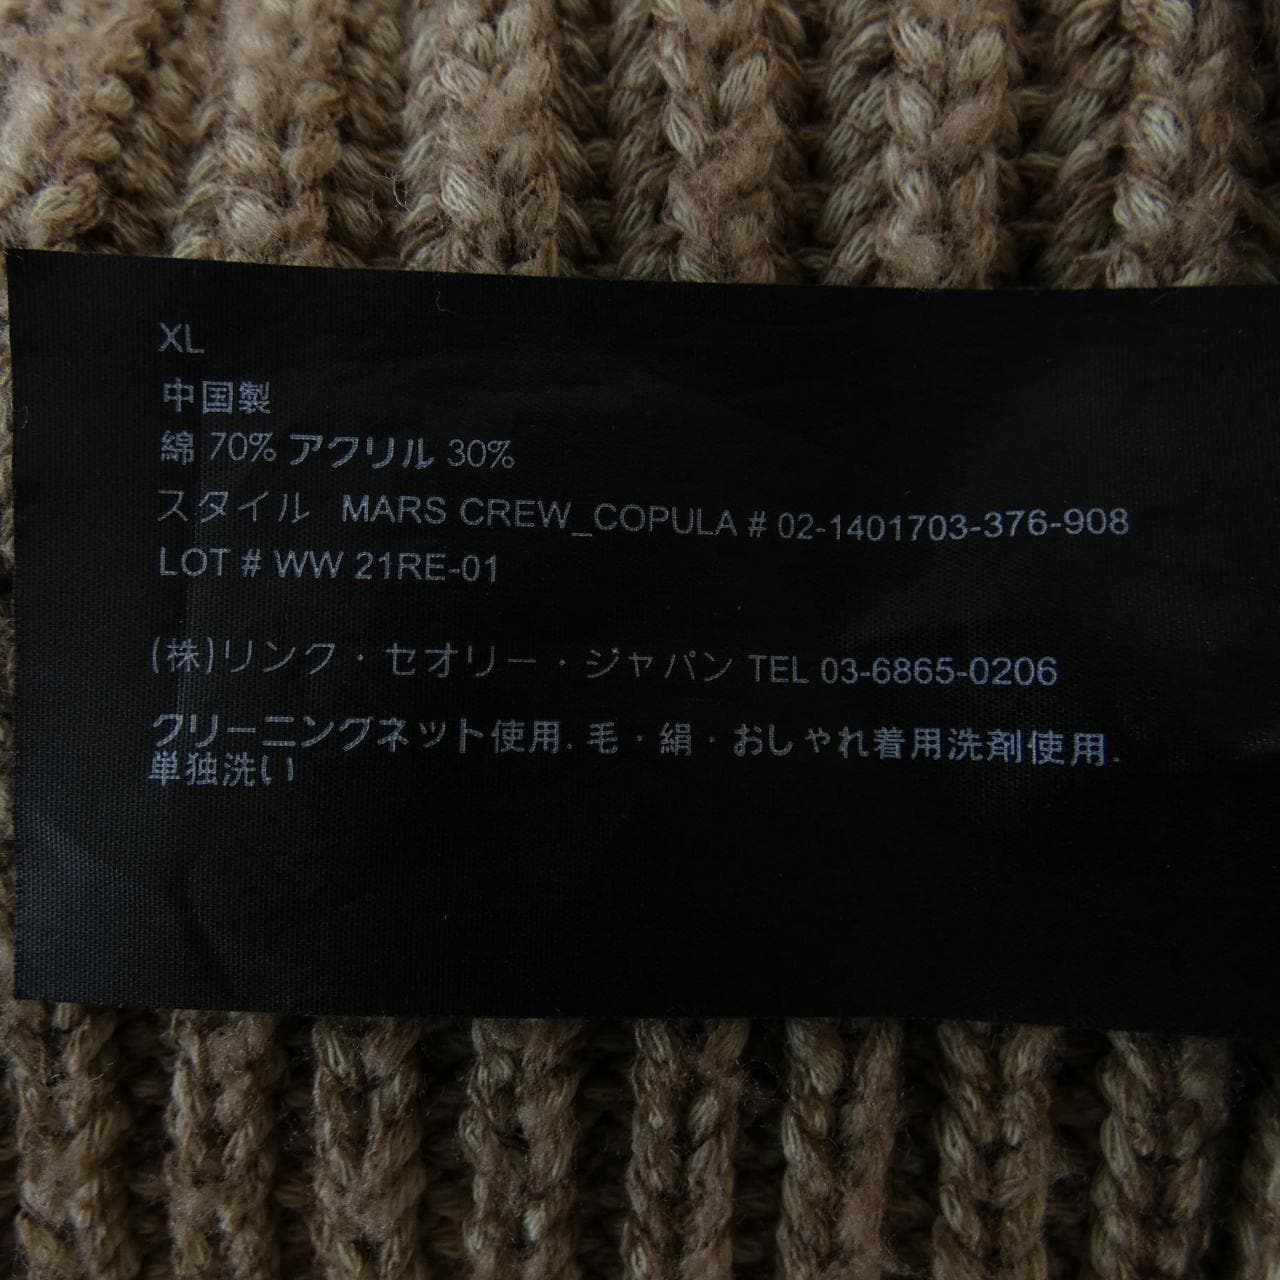 XL
中国製
綿 70% アクリル 30%
スタイル MARS CREW_COPULA # 02-1401703-376-908
LOT # WW 21RE-01
(株)リンク・セオリー・ジャパン TEL 03-6865-0206
クリーニングネット使用.毛・絹・おしゃれ着用洗剤使用.
単独洗い